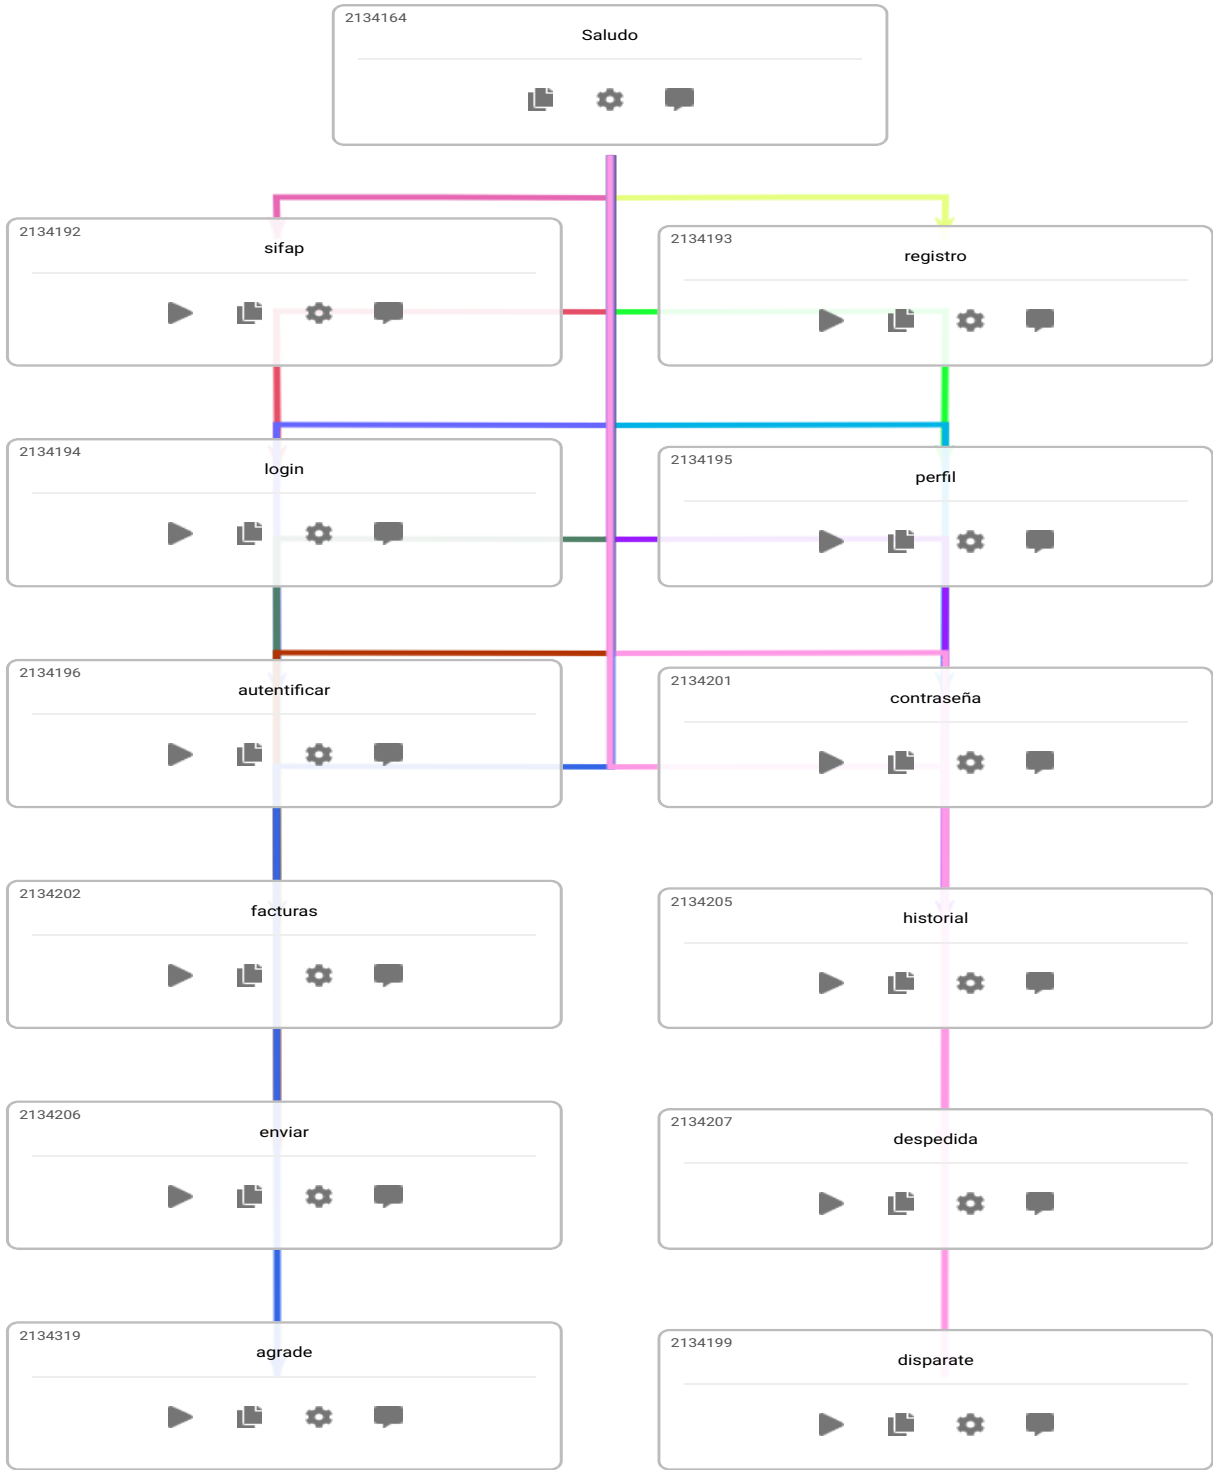 2134164
Saludo
2134192
sifap
2134193
registro
2134194
login
2134195
perfil
2134196
autentificar
2134201
contraseña
2134202
facturas
2134205
historial
2134206
enviar
2134207
despedida
2134319
agrade
2134199
disparate